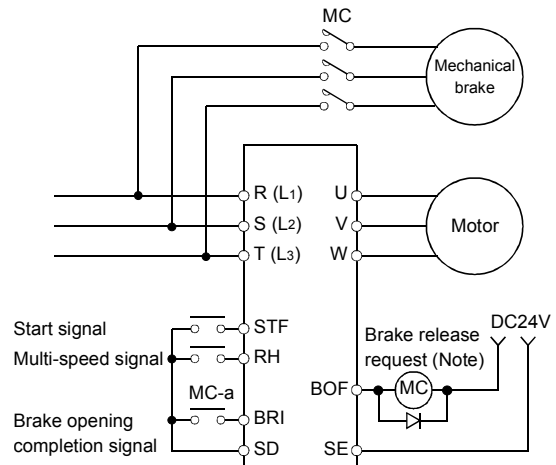 MC
Mechanical
brake
R (L1)
S (L2)
T (L3)
U
V
W
Motor
Start signal
Multi-speed signal
MC-a
Brake opening
completion signal
STF
RH
BRI
SD
Brake release
request (Note)
DC24V
BOF
MC
SE